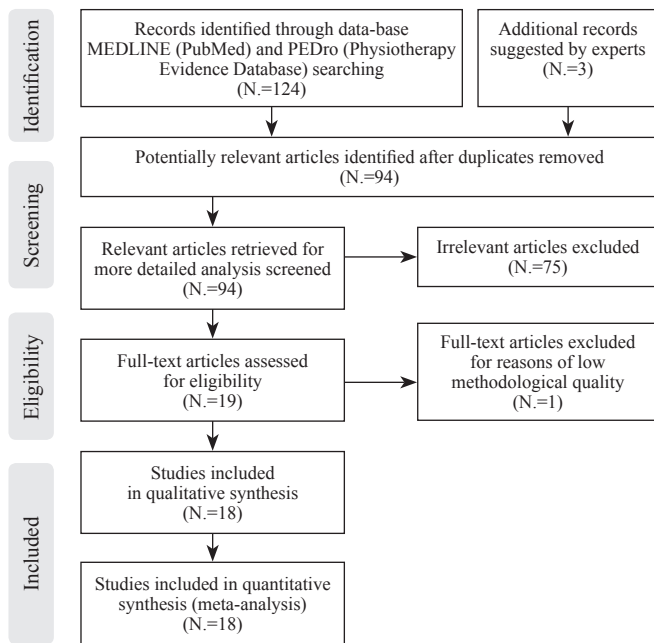 Identification
Records identified through data-base
MEDLINE (PubMed) and PEDro (Physiotherapy
Evidence Database) searching
(N.=124)
Additional records
suggested by experts
(N.=3)
Screening
Potentially relevant articles identified after duplicates removed
(N.=94)
Relevant articles retrieved for
more detailed analysis screened
(N.=94)
Irrelevant articles excluded
(N.=75)
Eligibility
Full-text articles assessed
for eligibility
(N.=19)
Full-text articles excluded
for reasons of low
methodological quality
(N.=1)
Included
Studies included
in qualitative synthesis
(N.=18)
Studies included in quantitative
synthesis (meta-analysis)
(N.=18)